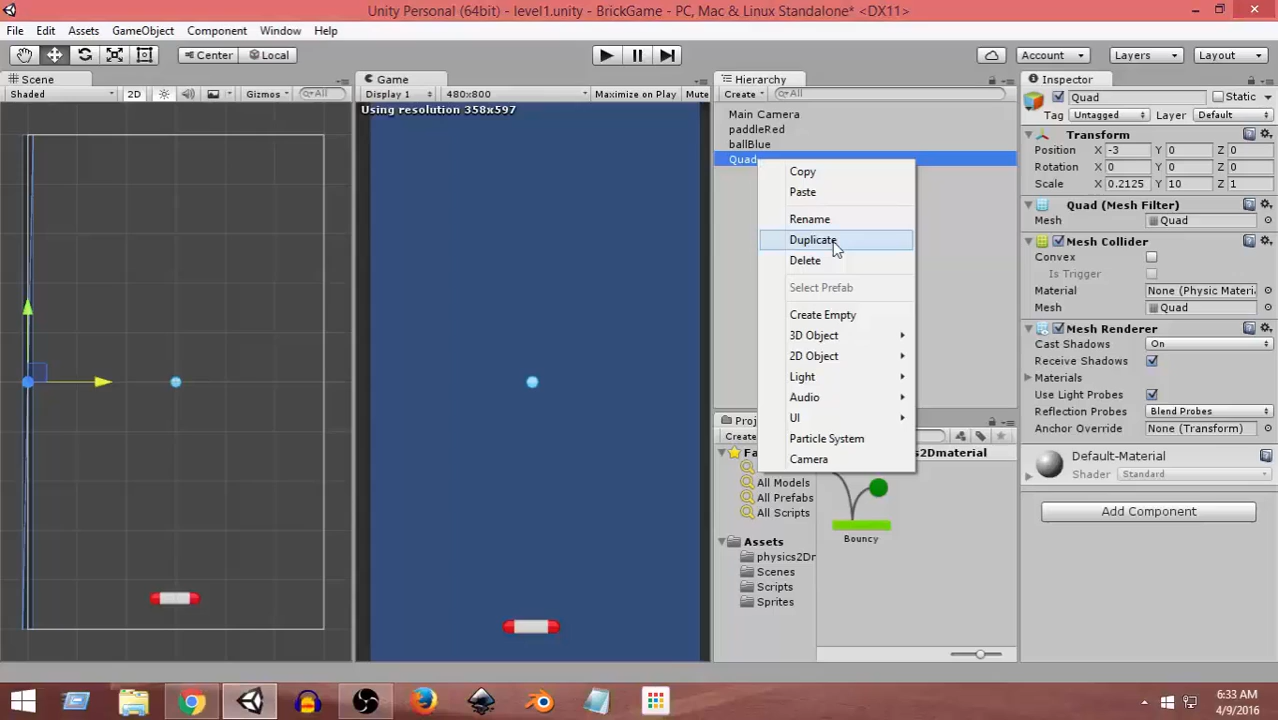 Unity Personal (64bit) - level1.unity - BrickGame - PC, Mac & Linux Standalone* <DX11>
File Edit Assets GameObject Component Window Help
Center Local Account Layers Layout
Scene Game Hierarchy Inspector
Shaded 2D Gizmos All Display 1 480x800 Maximize on Play Mute Create All
Using resolution 358x597
Main Camera
paddleRed
ballBlue
Quad
Copy
Paste
Rename
Duplicate
Delete
Select Prefab
Create Empty
3D Object
2D Object
Light
Audio
UI
Particle System
Camera
Quad Static
Tag Untagged Layer Default
Transform
Position X -3 Y 0 Z 0
Rotation X 0 Y 0 Z 0
Scale X 0.2125 Y 10 Z 1
Quad (Mesh Filter)
Mesh Quad
Mesh Collider
Convex
Is Trigger
Material None (Physic Materi
Mesh Quad
Mesh Renderer
Cast Shadows On
Receive Shadows
Materials
Use Light Probes
Reflection Probes Blend Probes
Anchor Override None (Transform)
Default-Material
Shader Standard
Add Component
Proj
Create
Fa
s2Dmaterial
All Models
All Prefabs
All Scripts
Assets
physics2Dr
Scenes
Scripts
Sprites
Bouncy
6:33 AM
4/9/2016